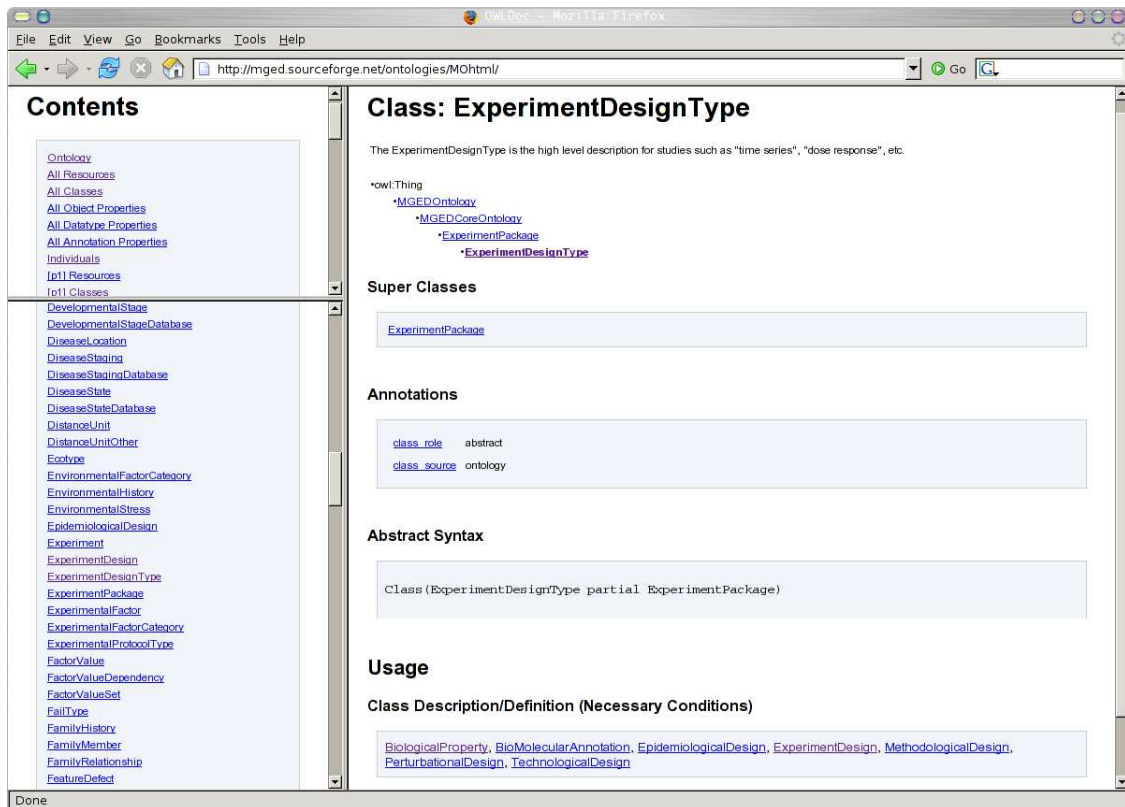 OWLDoc - Mozilla Firefox
File Edit View Go Bookmarks Tools Help
http://mged.sourceforge.net/ontologies/MOhtml/
Go
G
Contents
Ontology
All Resources
All Classes
All Object Properties
All Datatype Properties
All Annotation Properties
Individuals
[p1] Resources
[p1] Classes
DevelopmentalStage
DevelopmentalStageDatabase
DiseaseLocation
DiseaseStaging
DiseaseStagingDatabase
DiseaseState
DiseaseStateDatabase
DistanceUnit
DistanceUnitOther
Ecotype
EnvironmentalFactorCategory
EnvironmentalHistory
EnvironmentalStress
EpidemiologicalDesign
Experiment
ExperimentDesign
ExperimentDesignType
ExperimentPackage
ExperimentalFactor
ExperimentalFactorCategory
ExperimentalProtocolType
FactorValue
FactorValueDependency
FactorValueSet
FailType
FamilyHistory
FamilyMember
FamilyRelationship
FeatureDefect
Class: ExperimentDesignType
The ExperimentDesignType is the high level description for studies such as "time series", "dose response", etc.
•owl:Thing
•MGEDOntology
•MGEDCoreOntology
•ExperimentPackage
•ExperimentDesignType
Super Classes
ExperimentPackage
Annotations
class_role abstract
class_source ontology
Abstract Syntax
Class(ExperimentDesignType partial ExperimentPackage)
Usage
Class Description/Definition (Necessary Conditions)
BiologicalProperty, BioMolecularAnnotation, EpidemiologicalDesign, ExperimentDesign, MethodologicalDesign,
PerturbationalDesign, TechnologicalDesign
Done